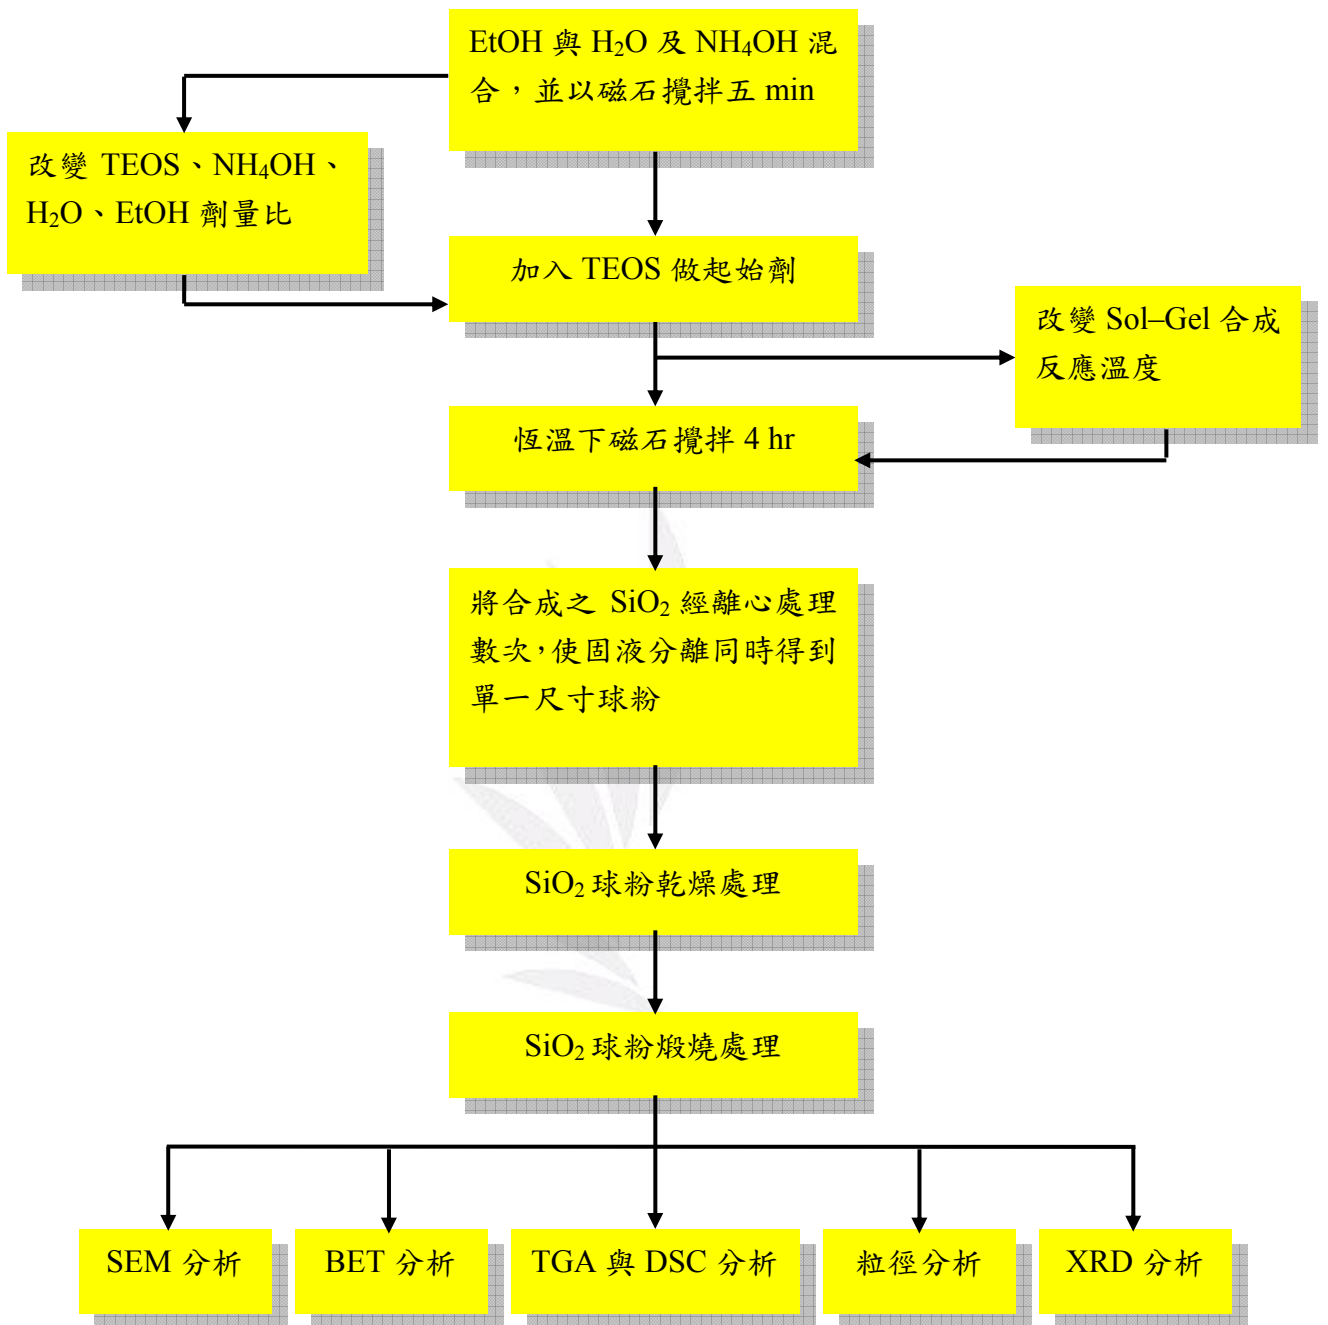 EtOH 與 H₂O 及 NH₄OH 混
合，並以磁石攪拌五 min
改變 TEOS、NH₄OH、
H₂O、EtOH 劑量比
加入 TEOS 做起始劑
改變 Sol–Gel 合成
反應溫度
恆溫下磁石攪拌 4 hr
將合成之 SiO₂ 經離心處理
數次，使固液分離同時得到
單一尺寸球粉
SiO₂ 球粉乾燥處理
SiO₂ 球粉煅燒處理
SEM 分析
BET 分析
TGA 與 DSC 分析
粒徑分析
XRD 分析